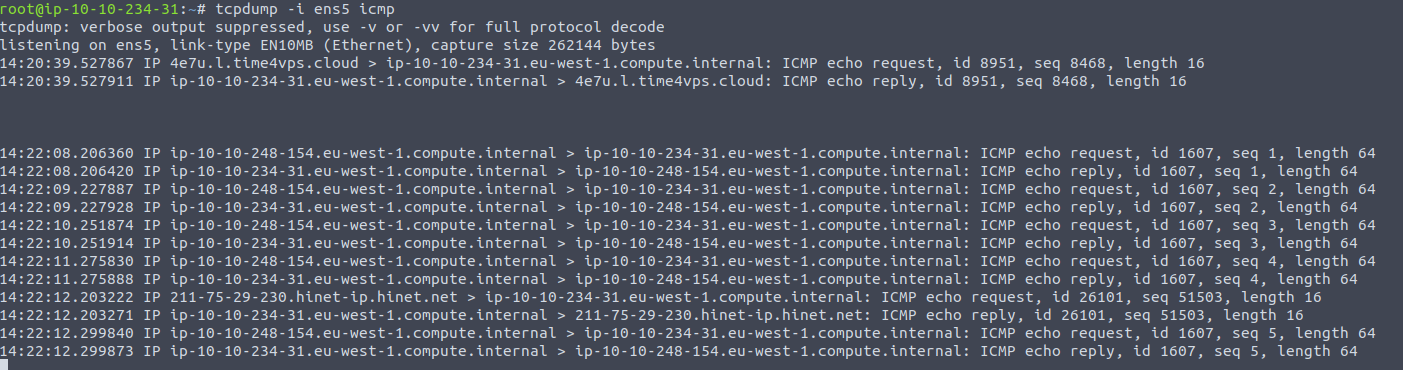 root@ip-10-10-234-31:~# tcpdump -i ens5 icmp
tcpdump: verbose output suppressed, use -v or -vv for full protocol decode
listening on ens5, link-type EN10MB (Ethernet), capture size 262144 bytes
14:20:39.527867 IP 4e7u.l.time4vps.cloud > ip-10-10-234-31.eu-west-1.compute.internal: ICMP echo request, id 8951, seq 8468, length 16
14:20:39.527911 IP ip-10-10-234-31.eu-west-1.compute.internal > 4e7u.l.time4vps.cloud: ICMP echo reply, id 8951, seq 8468, length 16
14:22:08.206360 IP ip-10-10-248-154.eu-west-1.compute.internal > ip-10-10-234-31.eu-west-1.compute.internal: ICMP echo request, id 1607, seq 1, length 64
14:22:08.206420 IP ip-10-10-234-31.eu-west-1.compute.internal > ip-10-10-248-154.eu-west-1.compute.internal: ICMP echo reply, id 1607, seq 1, length 64
14:22:09.227887 IP ip-10-10-248-154.eu-west-1.compute.internal > ip-10-10-234-31.eu-west-1.compute.internal: ICMP echo request, id 1607, seq 2, length 64
14:22:09.227928 IP ip-10-10-234-31.eu-west-1.compute.internal > ip-10-10-248-154.eu-west-1.compute.internal: ICMP echo reply, id 1607, seq 2, length 64
14:22:10.251874 IP ip-10-10-248-154.eu-west-1.compute.internal > ip-10-10-234-31.eu-west-1.compute.internal: ICMP echo request, id 1607, seq 3, length 64
14:22:10.251914 IP ip-10-10-234-31.eu-west-1.compute.internal > ip-10-10-248-154.eu-west-1.compute.internal: ICMP echo reply, id 1607, seq 3, length 64
14:22:11.275830 IP ip-10-10-248-154.eu-west-1.compute.internal > ip-10-10-234-31.eu-west-1.compute.internal: ICMP echo request, id 1607, seq 4, length 64
14:22:11.275888 IP ip-10-10-234-31.eu-west-1.compute.internal > ip-10-10-248-154.eu-west-1.compute.internal: ICMP echo reply, id 1607, seq 4, length 64
14:22:12.203222 IP 211-75-29-230.hinet-ip.hinet.net > ip-10-10-234-31.eu-west-1.compute.internal: ICMP echo request, id 26101, seq 51503, length 16
14:22:12.203271 IP ip-10-10-234-31.eu-west-1.compute.internal > 211-75-29-230.hinet-ip.hinet.net: ICMP echo reply, id 26101, seq 51503, length 16
14:22:12.299840 IP ip-10-10-248-154.eu-west-1.compute.internal > ip-10-10-234-31.eu-west-1.compute.internal: ICMP echo request, id 1607, seq 5, length 64
14:22:12.299873 IP ip-10-10-234-31.eu-west-1.compute.internal > ip-10-10-248-154.eu-west-1.compute.internal: ICMP echo reply, id 1607, seq 5, length 64